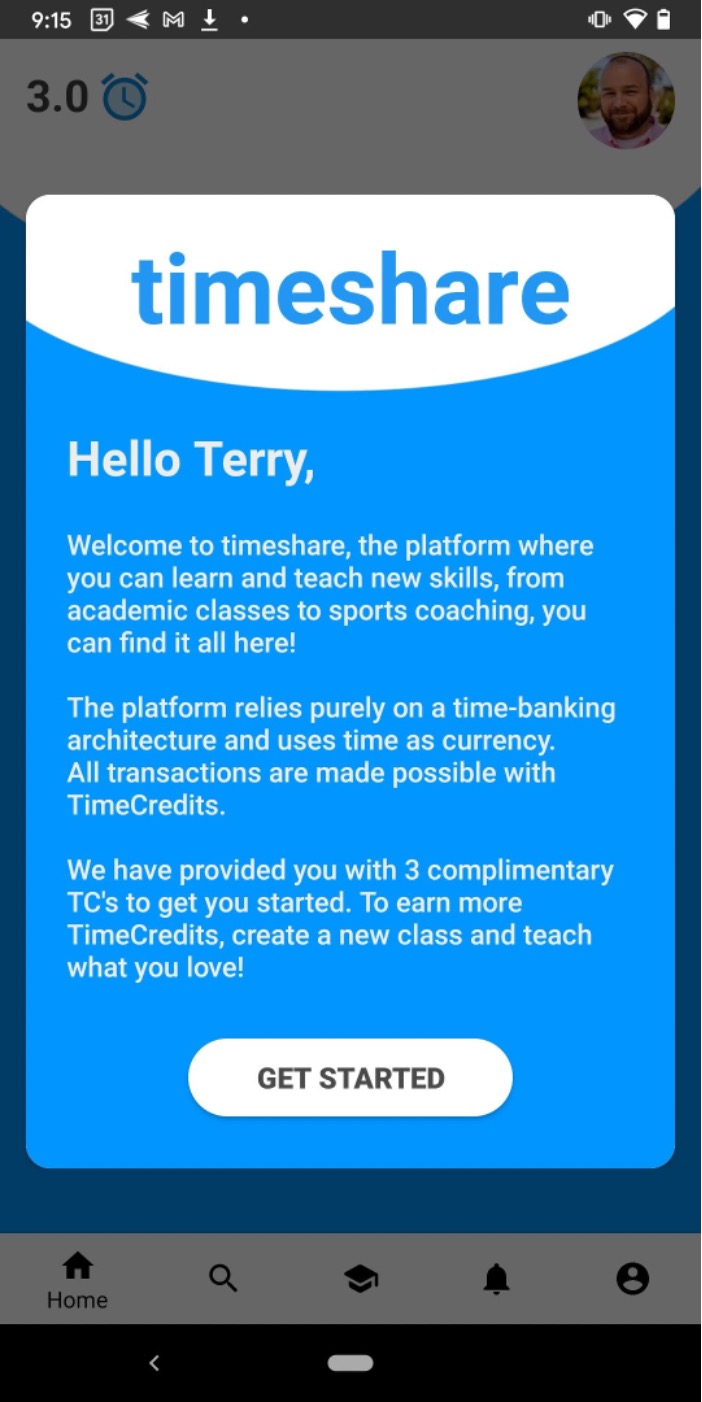 9:15
31
3.0
timeshare
Hello Terry,
Welcome to timeshare, the platform where
you can learn and teach new skills, from
academic classes to sports coaching, you
can find it all here!
The platform relies purely on a time-banking
architecture and uses time as currency.
All transactions are made possible with
TimeCredits.
We have provided you with 3 complimentary
TC's to get you started. To earn more
TimeCredits, create a new class and teach
what you love!
GET STARTED
Home